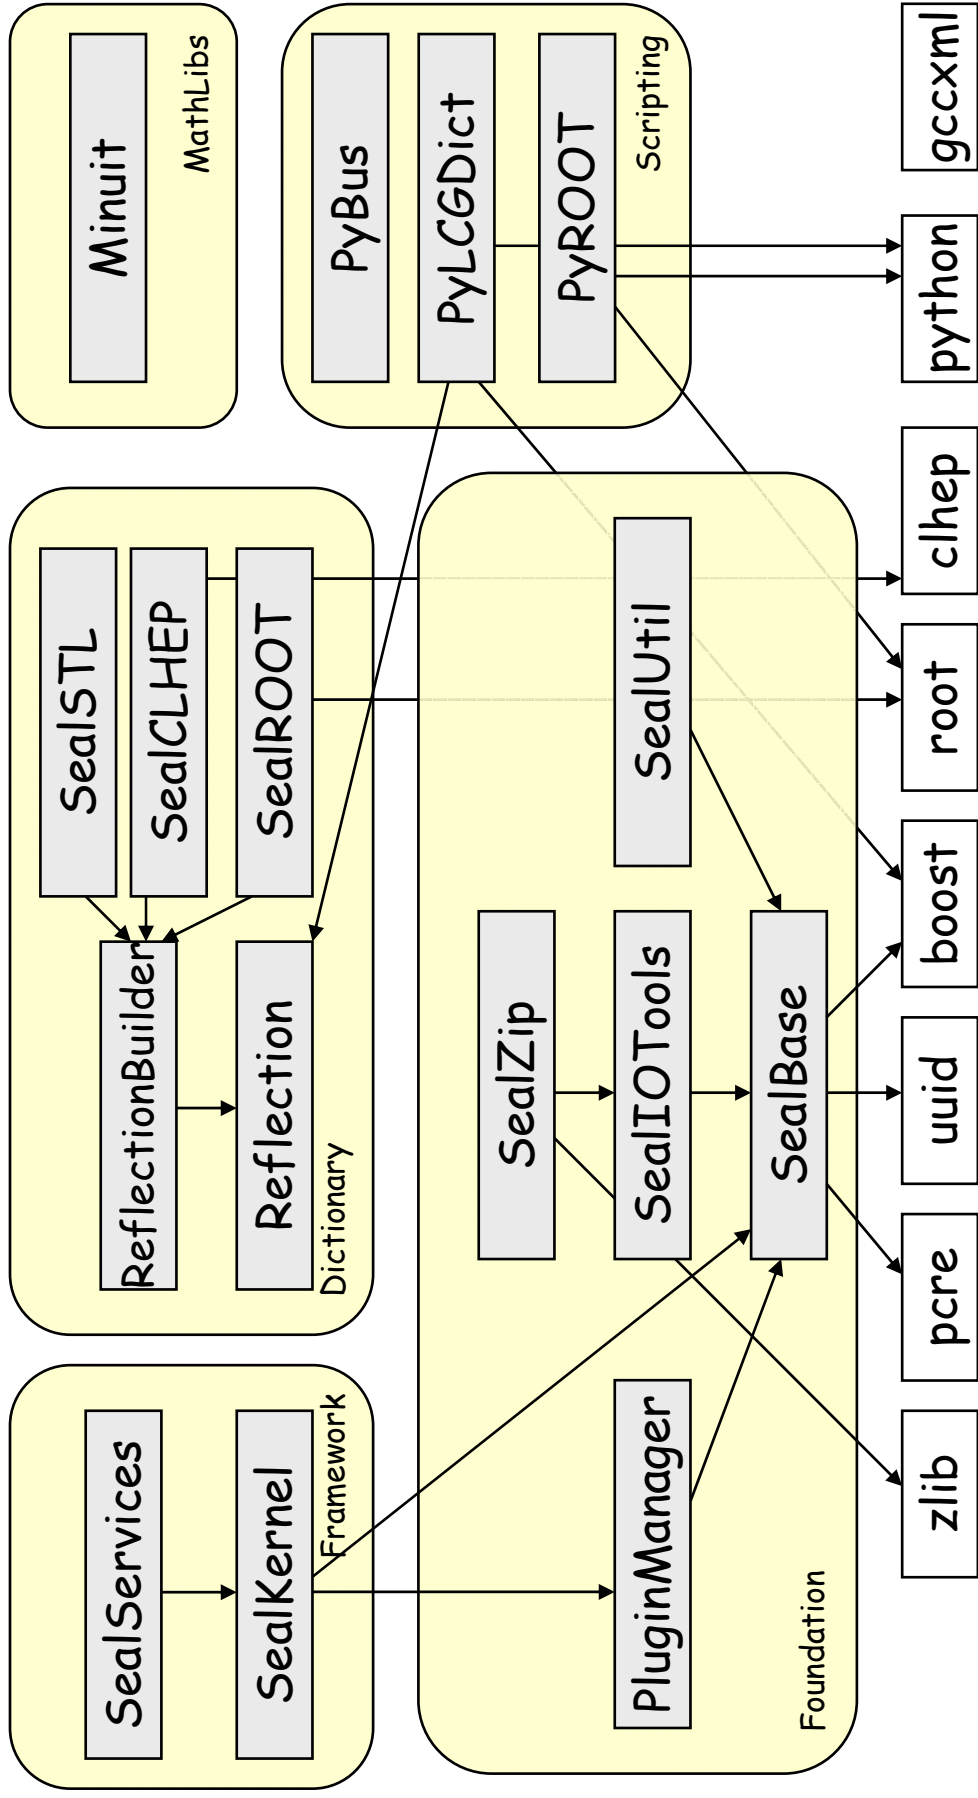 SealServices
SealKernel
Framework
SealSTL
SealCLHEP
SealROOT
ReflectionBuilder
Reflection
Dictionary
Minuit
MathLibs
PyBus
PyLCGDict
PyROOT
Scripting
SealZip
SealIOTools
SealUtil
SealBase
PluginManager
Foundation
zlib
pcre
uuid
boost
root
clhep
python
gccxml